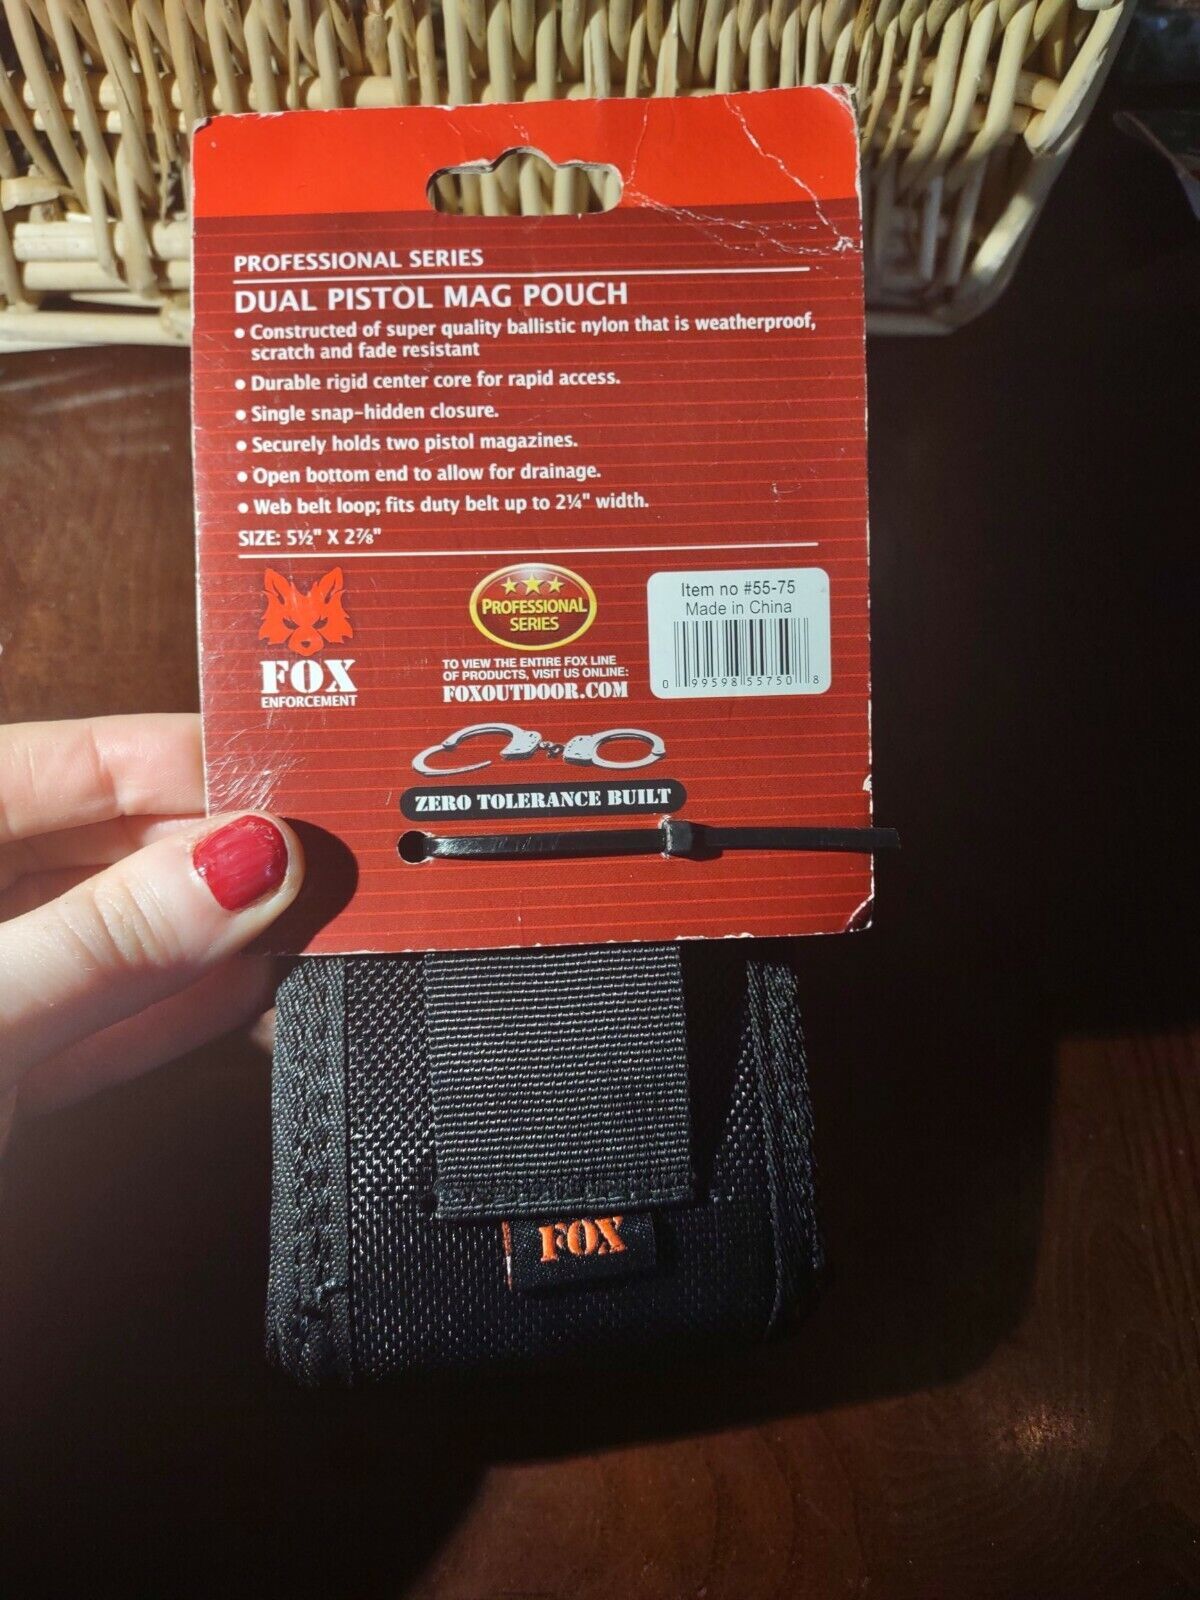 PROFESSIONAL SERIES
DUAL PISTOL MAG POUCH
• Constructed of super quality ballistic nylon that is weatherproof,
scratch and fade resistant
• Durable rigid center core for rapid access.
• Single snap-hidden closure.
• Securely holds two pistol magazines.
• Open bottom end to allow for drainage.
• Web belt loop; fits duty belt up to 2¼" width.
SIZE: 5½" X 2⅞"
FOX
ENFORCEMENT
PROFESSIONAL
SERIES
TO VIEW THE ENTIRE FOX LINE
OF PRODUCTS, VISIT US ONLINE:
FOXOUTDOOR.COM
Item no #55-75
Made in China
0 99598 55750 8
ZERO TOLERANCE BUILT
FOX